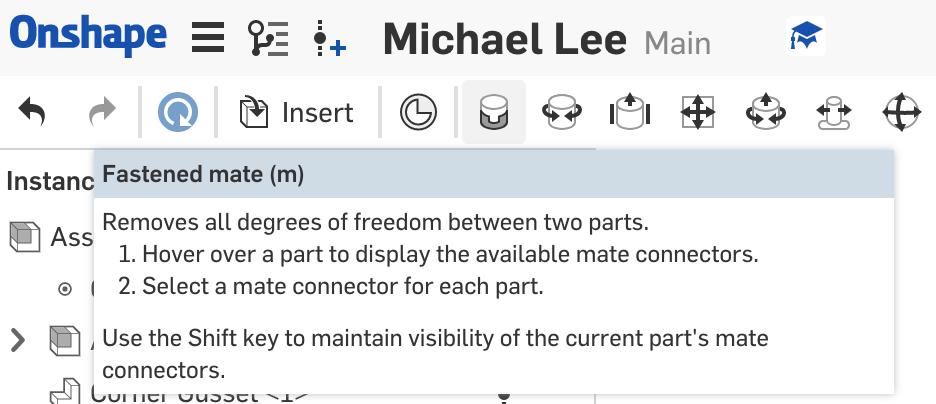 Onshape Michael Lee Main
Insert
Fastened mate (m)
Instanc
Removes all degrees of freedom between two parts.
Ass
1. Hover over a part to display the available mate connectors.
2. Select a mate connector for each part.
Use the Shift key to maintain visibility of the current part's mate
connectors.
Corner Gusset <1>